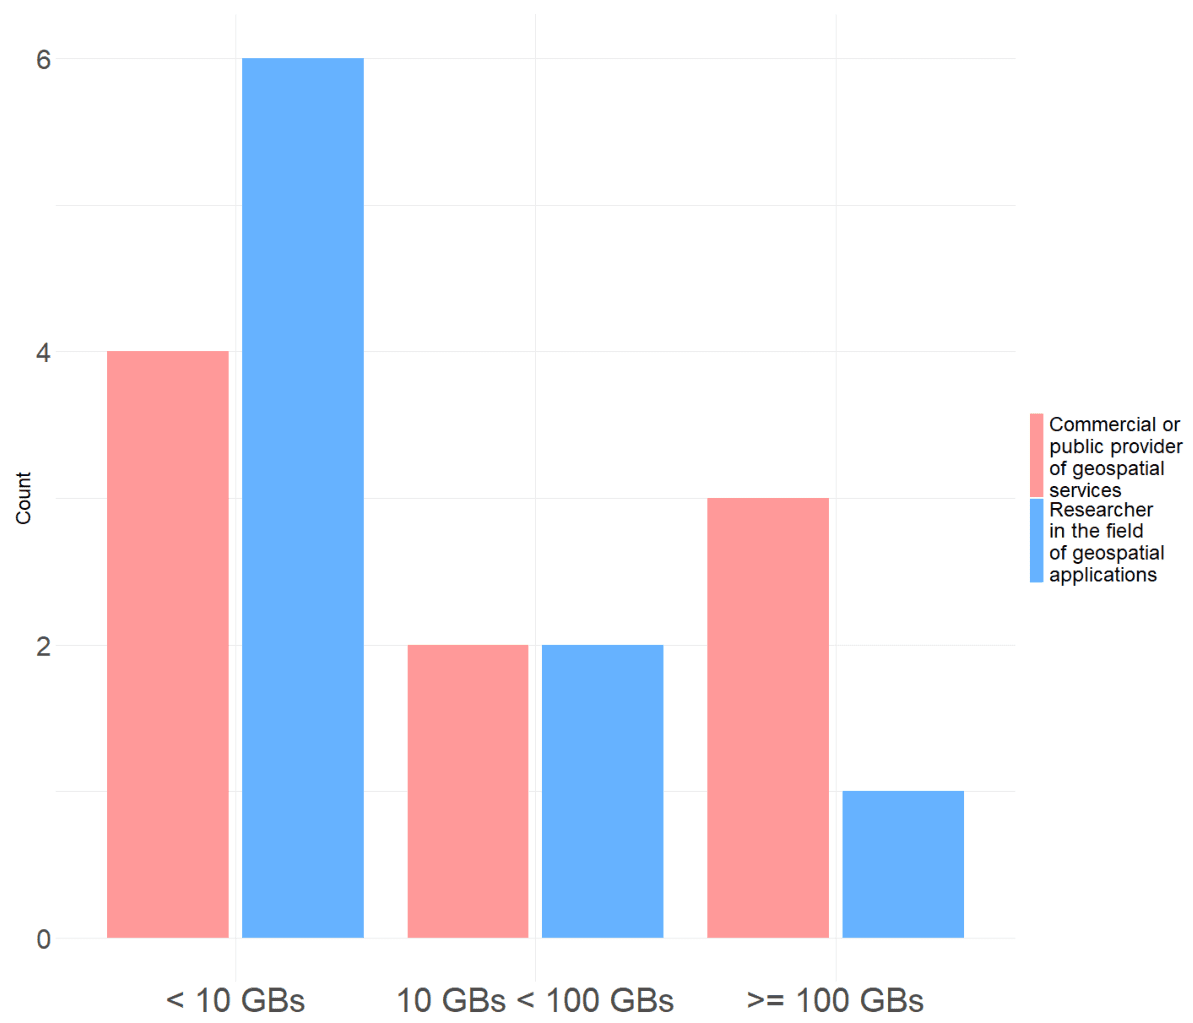 6
4
2
0
Count
< 10 GBs
10 GBs < 100 GBs
>= 100 GBs
Commercial or
public provider
of geospatial
services
Researcher
in the field
of geospatial
applications